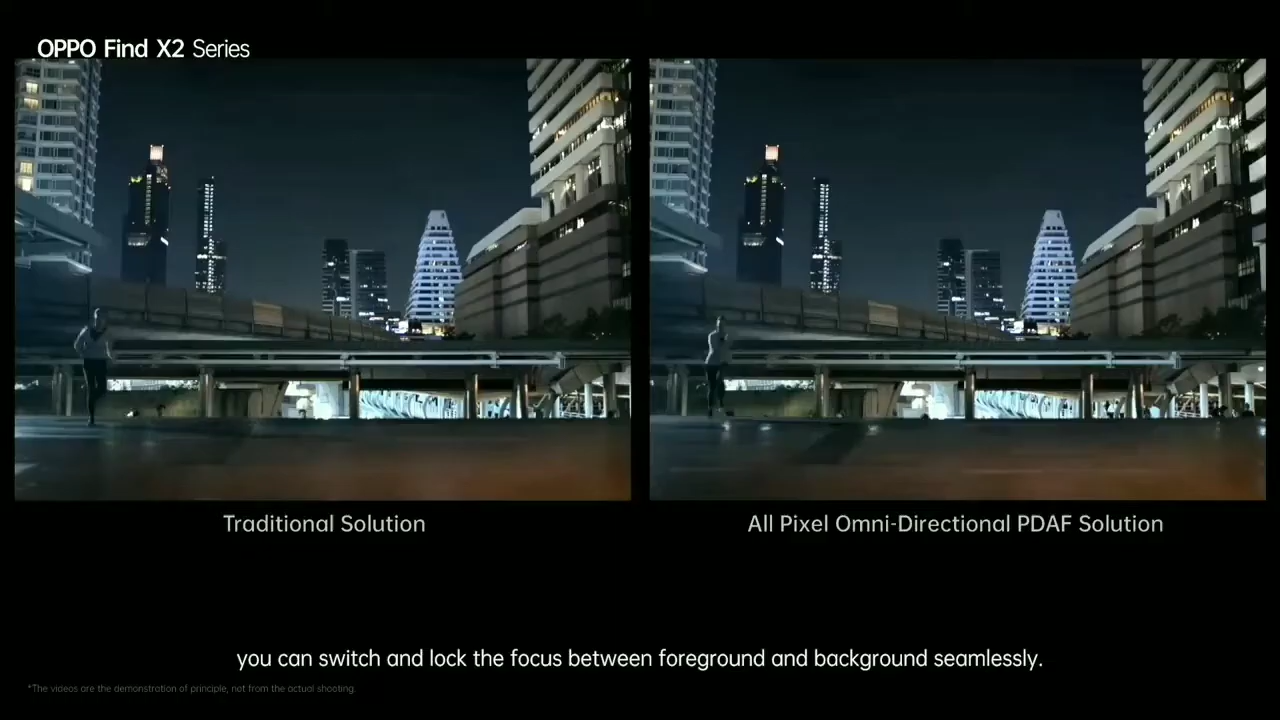 OPPO Find X2 Series
Traditional Solution
All Pixel Omni-Directional PDAF Solution
you can switch and lock the focus between foreground and background seamlessly.
*The videos are the demonstration of principle, not from the actual shooting.